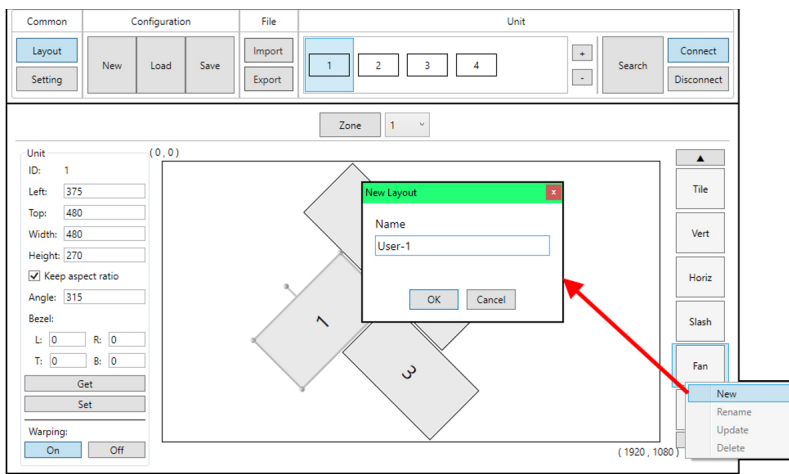 Common Configuration File Unit
Layout New Load Save Import 1 2 3 4 + - Search Connect
Setting Export Disconnect
Zone 1
Unit
(0,0)
ID: 1
Left: 375
Top: 480
Width: 480
Height: 270
Keep aspect ratio
Angle: 315
Bezel:
L: 0 R: 0
T: 0 B: 0
Get
Set
Warping:
On Off
New Layout x
Name
User-1
OK Cancel
1
3
(1920, 1080)
▲
Tile
Vert
Horiz
Slash
Fan
New
Rename
Update
Delete